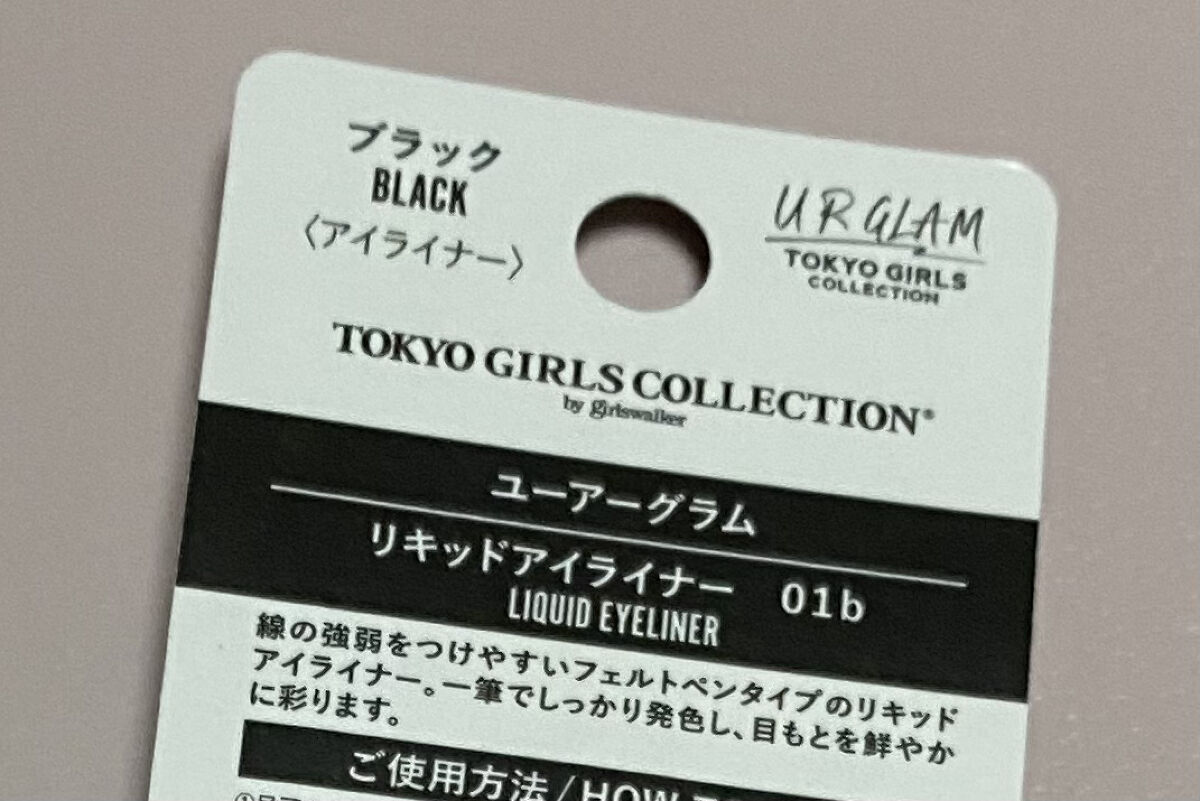 ブラック
BLACK
〈アイライナー〉
UR GLAM
TOKYO GIRLS
COLLECTION
TOKYO GIRLS COLLECTION®
by girlswalker
ユーアーグラム
リキッドアイライナー 01b
LIQUID EYELINER
線の強弱をつけやすいフェルトペンタイプのリキッド
アイライナー。一筆でしっかり発色し、目もとを鮮やか
に彩ります。
ご使用方法/HOW